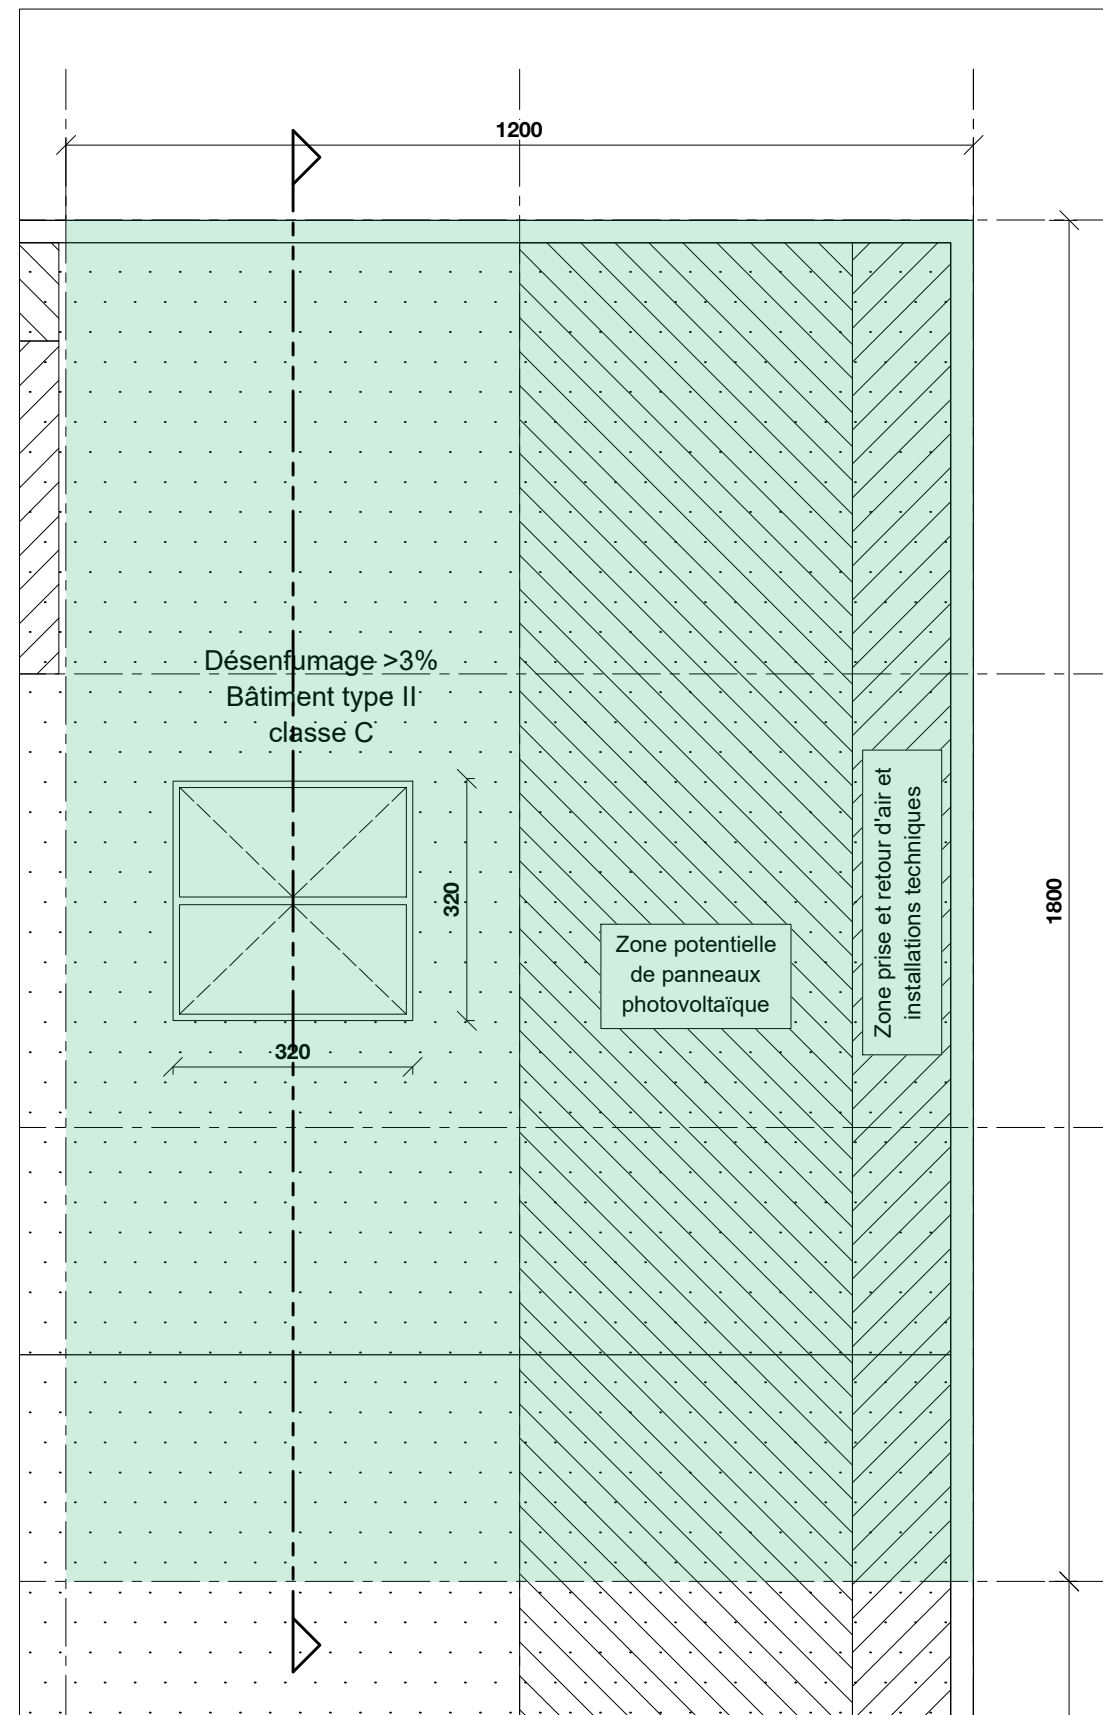 1200
Désenfumage >3%
Bâtiment type II
classe C
320
320
Zone potentielle
de panneaux
photovoltaïque
Zone prise et retour d'air et
installations techniques
1800